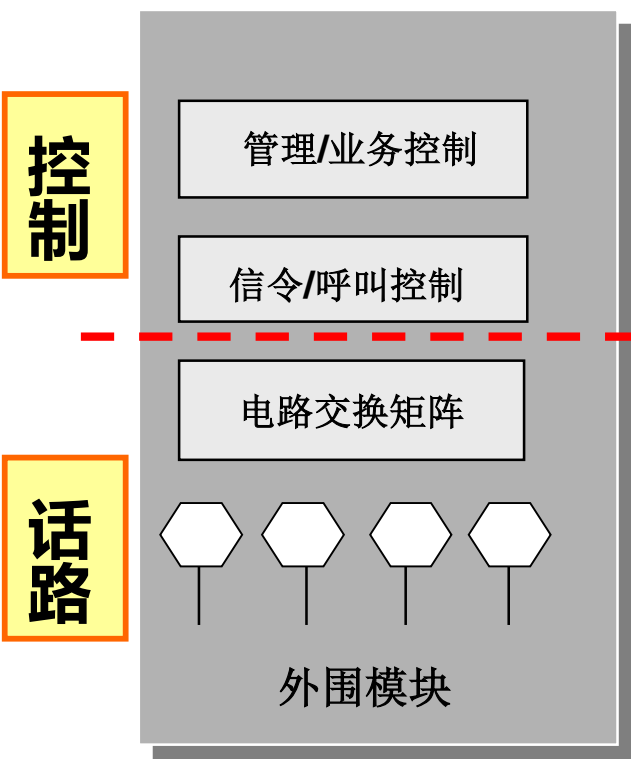 控制
管理/业务控制
信令/呼叫控制
电路交换矩阵
话路
外围模块